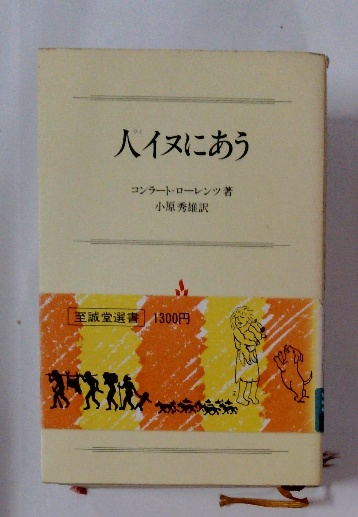 人イヌにあう
コンラート・ローレンツ著
小原秀雄訳
至誠堂選書 1300円